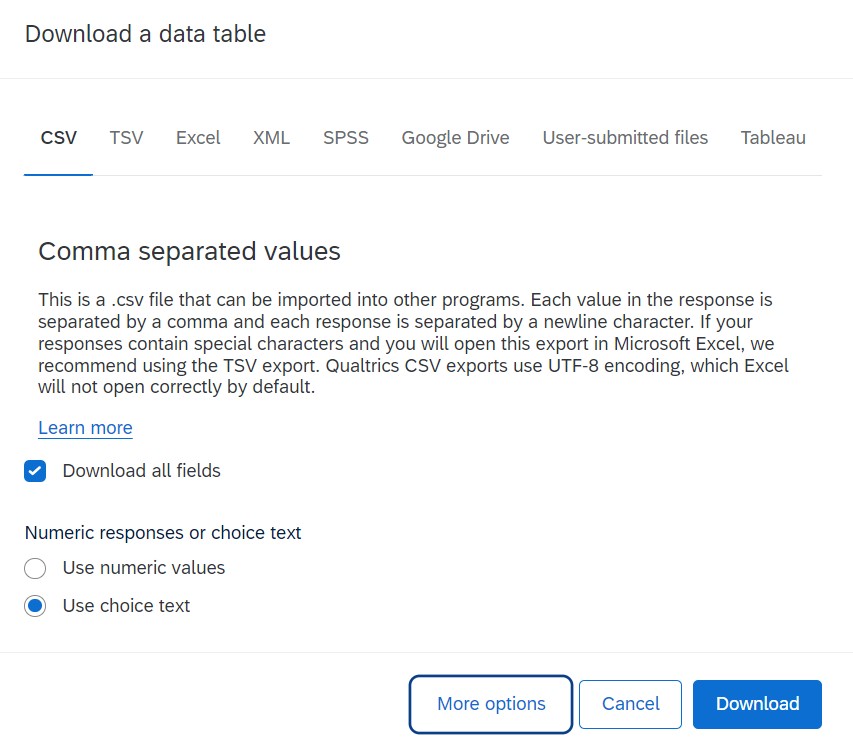 Download a data table
CSV TSV Excel XML SPSS Google Drive User-submitted files Tableau
Comma separated values
This is a .csv file that can be imported into other programs. Each value in the response is
separated by a comma and each response is separated by a newline character. If your
responses contain special characters and you will open this export in Microsoft Excel, we
recommend using the TSV export. Qualtrics CSV exports use UTF-8 encoding, which Excel
will not open correctly by default.
Learn more
Download all fields
Numeric responses or choice text
Use numeric values
Use choice text
More options Cancel Download